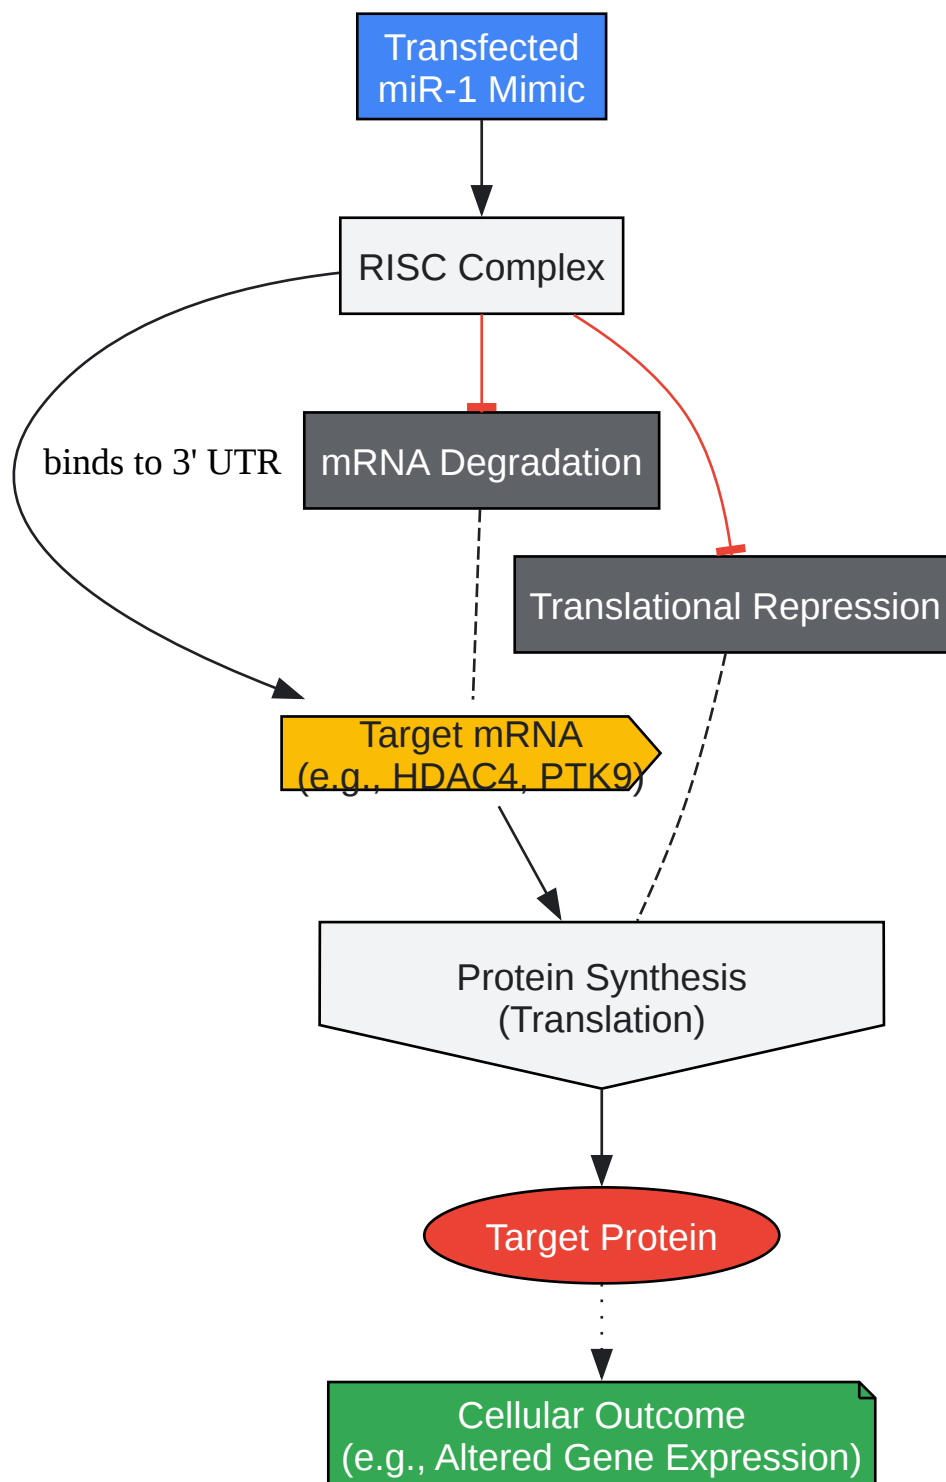 Transfected
miR-1 Mimic
RISC Complex
binds to 3' UTR
mRNA Degradation
Translational Repression
Target mRNA
(e.g., HDAC4, PTK9)
Protein Synthesis
(Translation)
Target Protein
Cellular Outcome
(e.g., Altered Gene Expression)